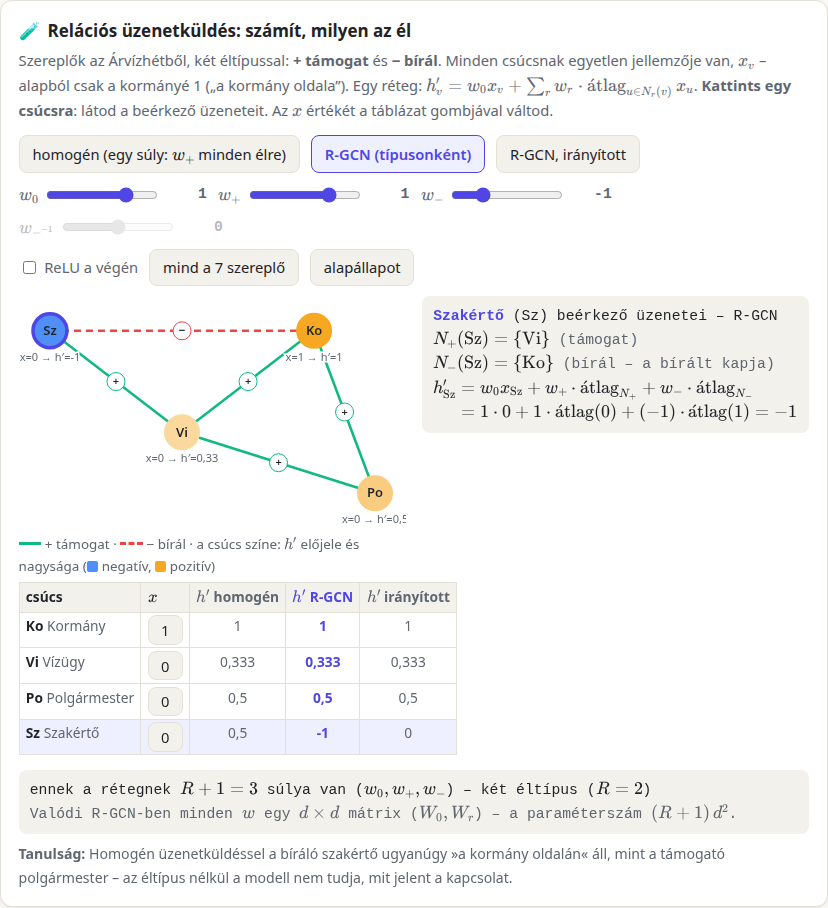 🧪 Relációs üzenetküldés: számít, milyen az él
Szereplők az Árvízhétből, két éltípussal: + támogat és − bírál. Minden csúcsnak egyetlen jellemzője van, x_v –
alapból csak a kormányé 1 („a kormány oldala”). Egy réteg: h′_v = w_0x_v + ∑_r w_r · átlag_{u∈N_r(v)} x_u. Kattints egy
csúcsra: látod a beérkező üzeneteit. Az x értékét a táblázat gombjával váltod.
homogén (egy súly: w_+ minden élre) R-GCN (típusonként) R-GCN, irányított
w_0 1 w_+ 1 w_− -1
w_{−^{−1}} 0
ReLU a végén mind a 7 szereplő alapállapot
Sz − Ko
x=0 → h′=-1 x=1 → h′=1
+ + +
Vi
x=0 → h′=0,33
+
Po
x=0 → h′=0,5
Szakértő (Sz) beérkező üzenetei – R-GCN
N_+(Sz) = {Vi} (támogat)
N_−(Sz) = {Ko} (bírál – a bírált kapja)
h′_Sz = w_0x_Sz + w_+ · átlag_{N_+} + w_− · átlag_{N_−}
= 1 · 0 + 1 · átlag(0) + (−1) · átlag(1) = −1
+ támogat · − bírál · a csúcs színe: h′ előjele és
nagysága (negatív, pozitív)
csúcs x h′ homogén h′ R-GCN h′ irányított
Ko Kormány 1 1 1 1
Vi Vízügy 0 0,333 0,333 0,333
Po Polgármester 0 0,5 0,5 0,5
Sz Szakértő 0 0,5 -1 0
ennek a rétegnek R + 1 = 3 súlya van (w_0, w_+, w_−) – két éltípus (R = 2)
Valódi R-GCN-ben minden w egy d × d mátrix (W_0, W_r) – a paraméterszám (R + 1) d².
Tanulság: Homogén üzenetküldéssel a bíráló szakértő ugyanúgy »a kormány oldalán« áll, mint a támogató
polgármester – az éltípus nélkül a modell nem tudja, mit jelent a kapcsolat.